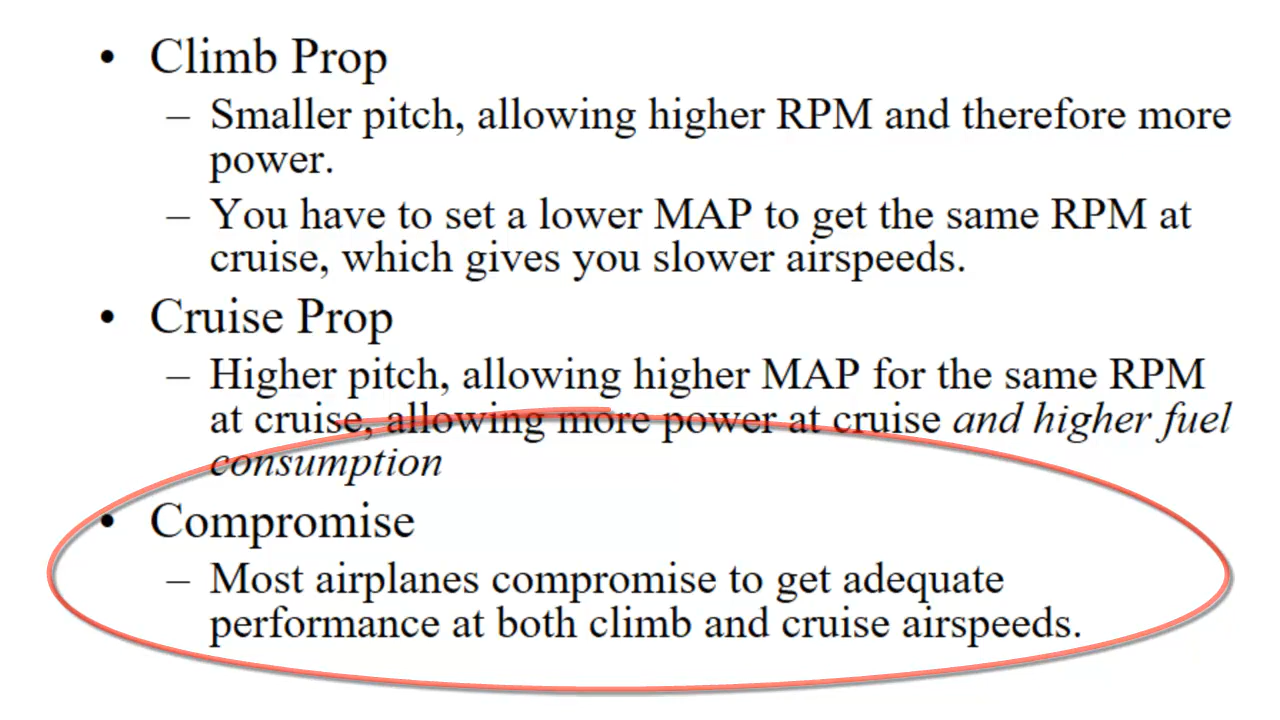 • Climb Prop
– Smaller pitch, allowing higher RPM and therefore more
power.
– You have to set a lower MAP to get the same RPM at
cruise, which gives you slower airspeeds.
• Cruise Prop
– Higher pitch, allowing higher MAP for the same RPM
at cruise, allowing more power at cruise and higher fuel
consumption
• Compromise
– Most airplanes compromise to get adequate
performance at both climb and cruise airspeeds.